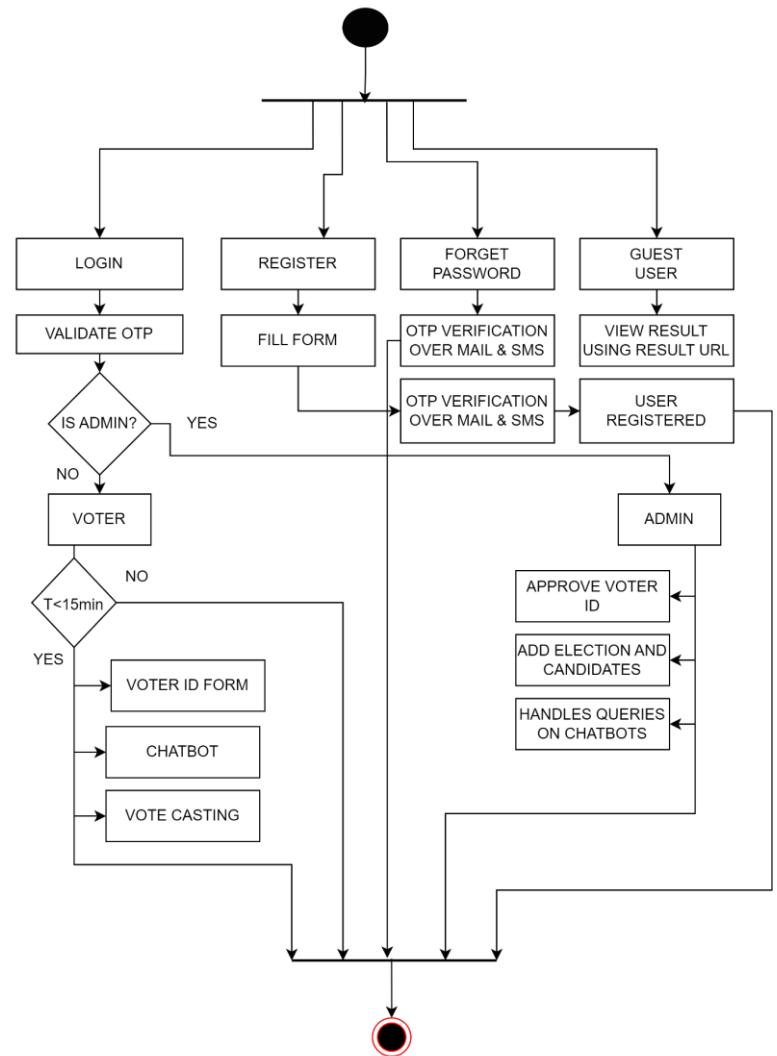 LOGIN
REGISTER
FORGET
PASSWORD
GUEST
USER
VALIDATE OTP
FILL FORM
OTP VERIFICATION
OVER MAIL & SMS
VIEW RESULT
USING RESULT URL
OTP VERIFICATION
OVER MAIL & SMS
USER
REGISTERED
IS ADMIN?
YES
NO
VOTER
ADMIN
T<15min
NO
YES
APPROVE VOTER
ID
VOTER ID FORM
ADD ELECTION AND
CANDIDATES
CHATBOT
HANDLES QUERIES
ON CHATBOTS
VOTE CASTING